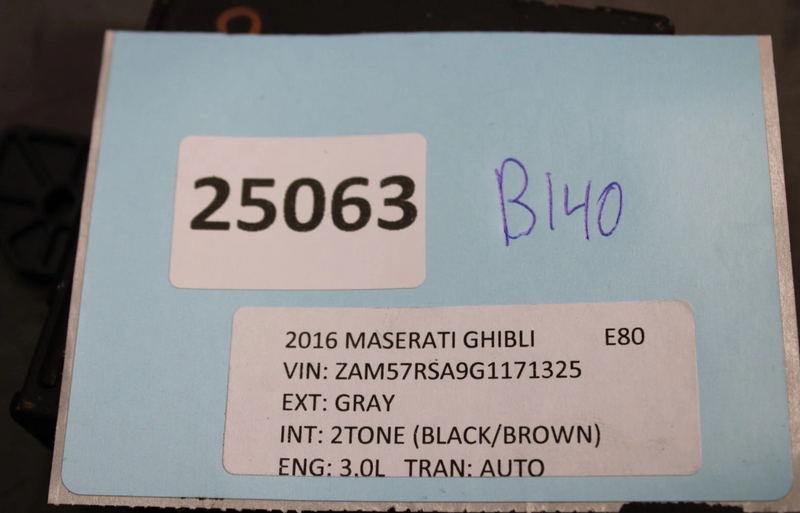 25063
B140
2016 MASERATI GHIBLI E80
VIN: ZAM57RSA9G1171325
EXT: GRAY
INT: 2TONE (BLACK/BROWN)
ENG: 3.0L TRAN: AUTO